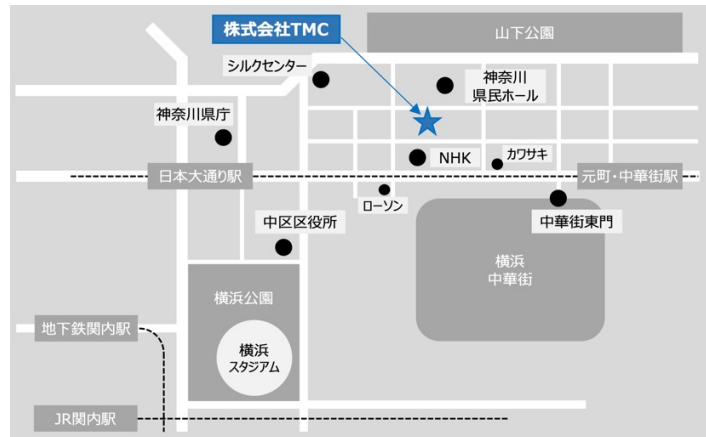 株式会社TMC
山下公園
シルクセンター
神奈川
県民ホール
神奈川県庁
NHK
カワサキ
日本大通り駅
元町・中華街駅
ローソン
中区区役所
中華街東門
横浜
中華街
横浜公園
地下鉄関内駅
横浜
スタジアム
JR関内駅